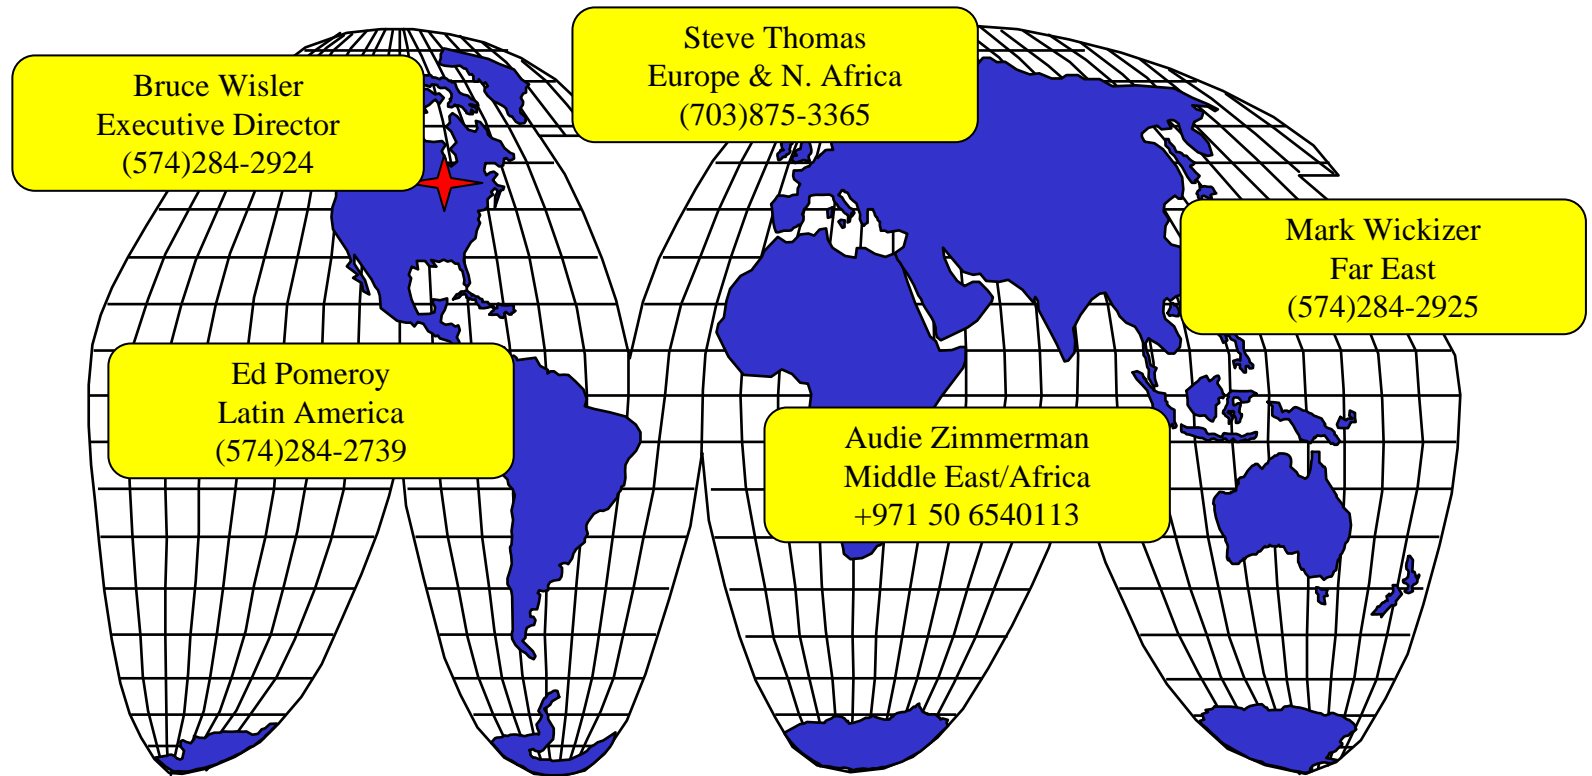 Steve Thomas
Europe & N. Africa
(703)875-3365
Bruce Wisler
Executive Director
(574)284-2924
Mark Wickizer
Far East
(574)284-2925
Ed Pomeroy
Latin America
(574)284-2739
Audie Zimmerman
Middle East/Africa
+971 50 6540113